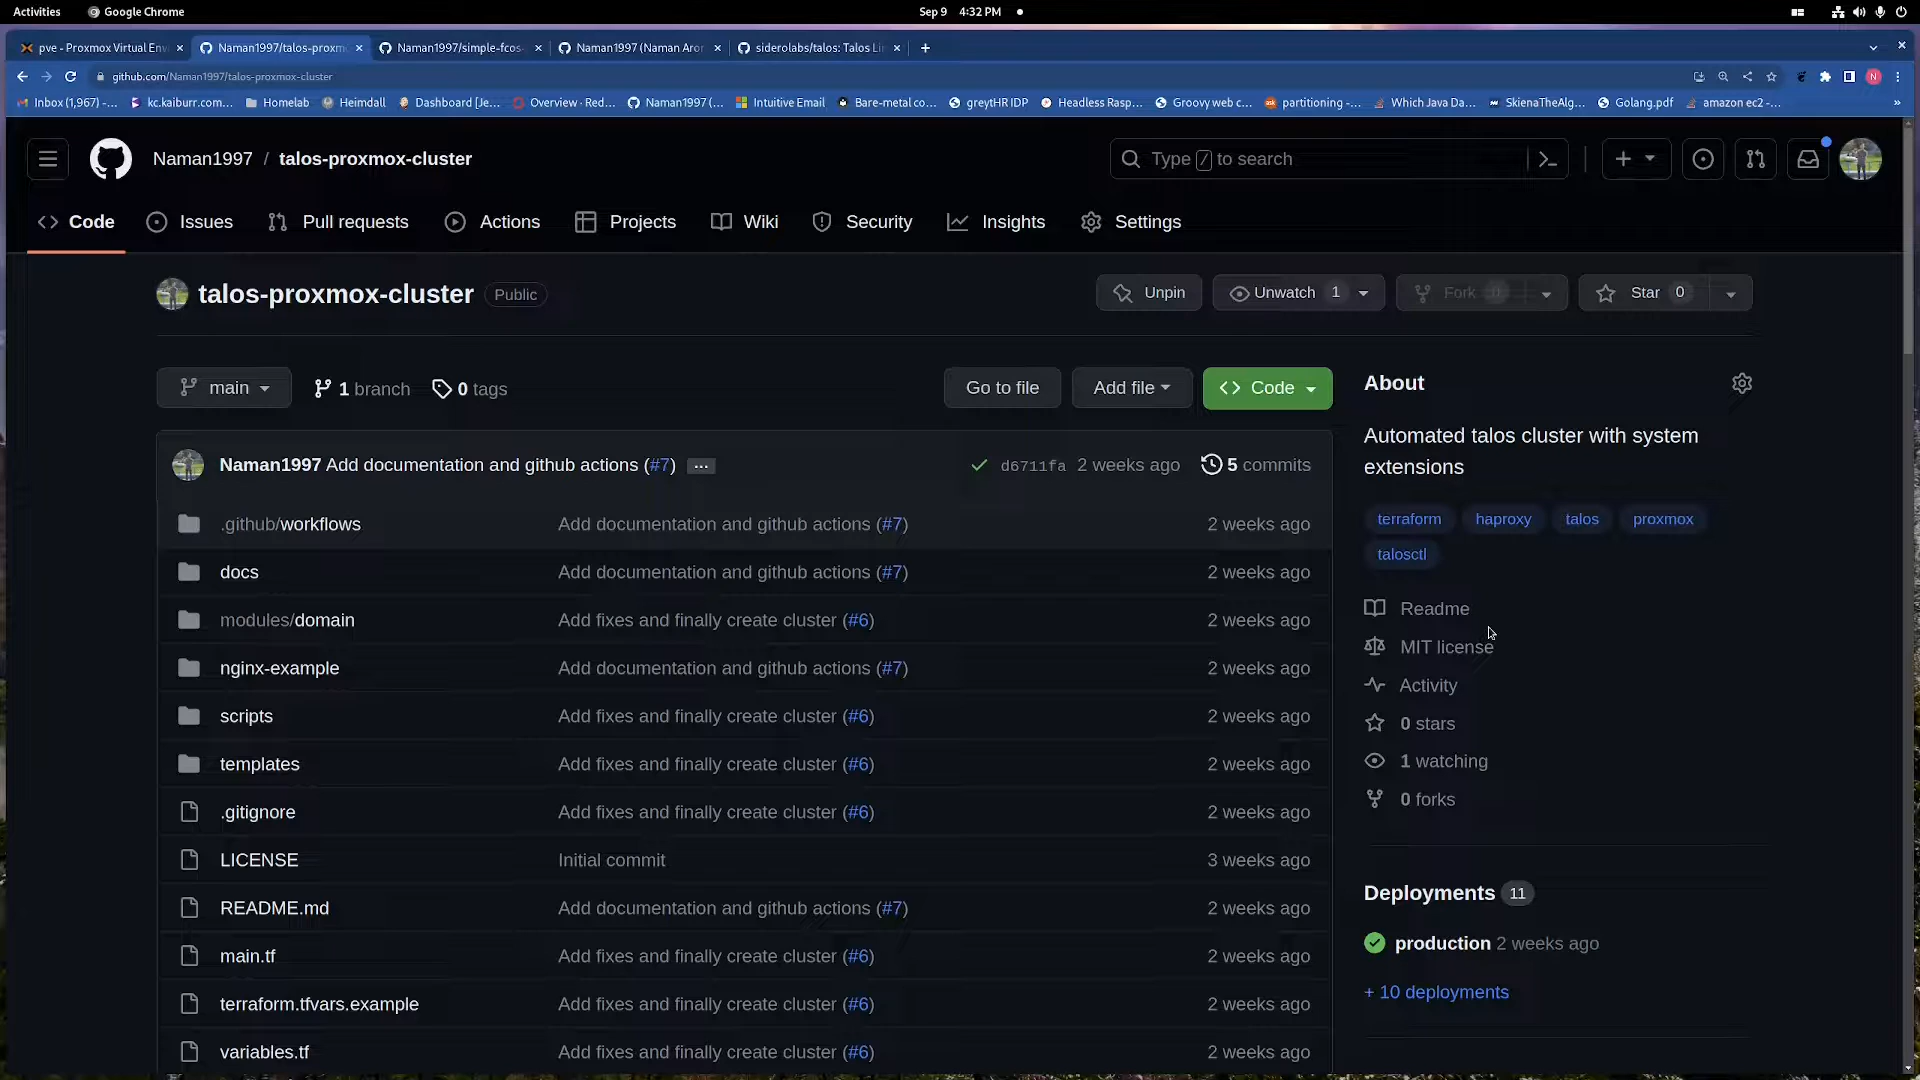 Activities Google Chrome Sep 9 4:32 PM
pve - Proxmox Virtual Env Naman1997/talos-proxm Naman1997/simple-fcos- Naman1997 (Naman Aror siderolabs/talos: Talos Li
github.com/Naman1997/talos-proxmox-cluster N
Inbox (1,967) -... kc.kaiburr.com... Homelab Heimdall Dashboard [Je... Overview · Red... Naman1997 (... Intuitive Email Bare-metal co... greytHR IDP Headless Rasp... Groovy web c... partitioning -... Which Java Da... SkienaTheAlg... Golang.pdf amazon ec2 -... »
Naman1997 / talos-proxmox-cluster Type / to search
Code Issues Pull requests Actions Projects Wiki Security Insights Settings
talos-proxmox-cluster Public Unpin Unwatch 1 Fork 0 Star 0
main 1 branch 0 tags Go to file Add file Code
About
Automated talos cluster with system
extensions
terraform haproxy talos proxmox
talosctl
Readme
MIT license
Activity
0 stars
1 watching
0 forks
Deployments 11
production 2 weeks ago
+ 10 deployments
Naman1997 Add documentation and github actions (#7) ... d6711fa 2 weeks ago 5 commits
.github/workflows Add documentation and github actions (#7) 2 weeks ago
docs Add documentation and github actions (#7) 2 weeks ago
modules/domain Add fixes and finally create cluster (#6) 2 weeks ago
nginx-example Add documentation and github actions (#7) 2 weeks ago
scripts Add fixes and finally create cluster (#6) 2 weeks ago
templates Add fixes and finally create cluster (#6) 2 weeks ago
.gitignore Add fixes and finally create cluster (#6) 2 weeks ago
LICENSE Initial commit 3 weeks ago
README.md Add documentation and github actions (#7) 2 weeks ago
main.tf Add fixes and finally create cluster (#6) 2 weeks ago
terraform.tfvars.example Add fixes and finally create cluster (#6) 2 weeks ago
variables.tf Add fixes and finally create cluster (#6) 2 weeks ago